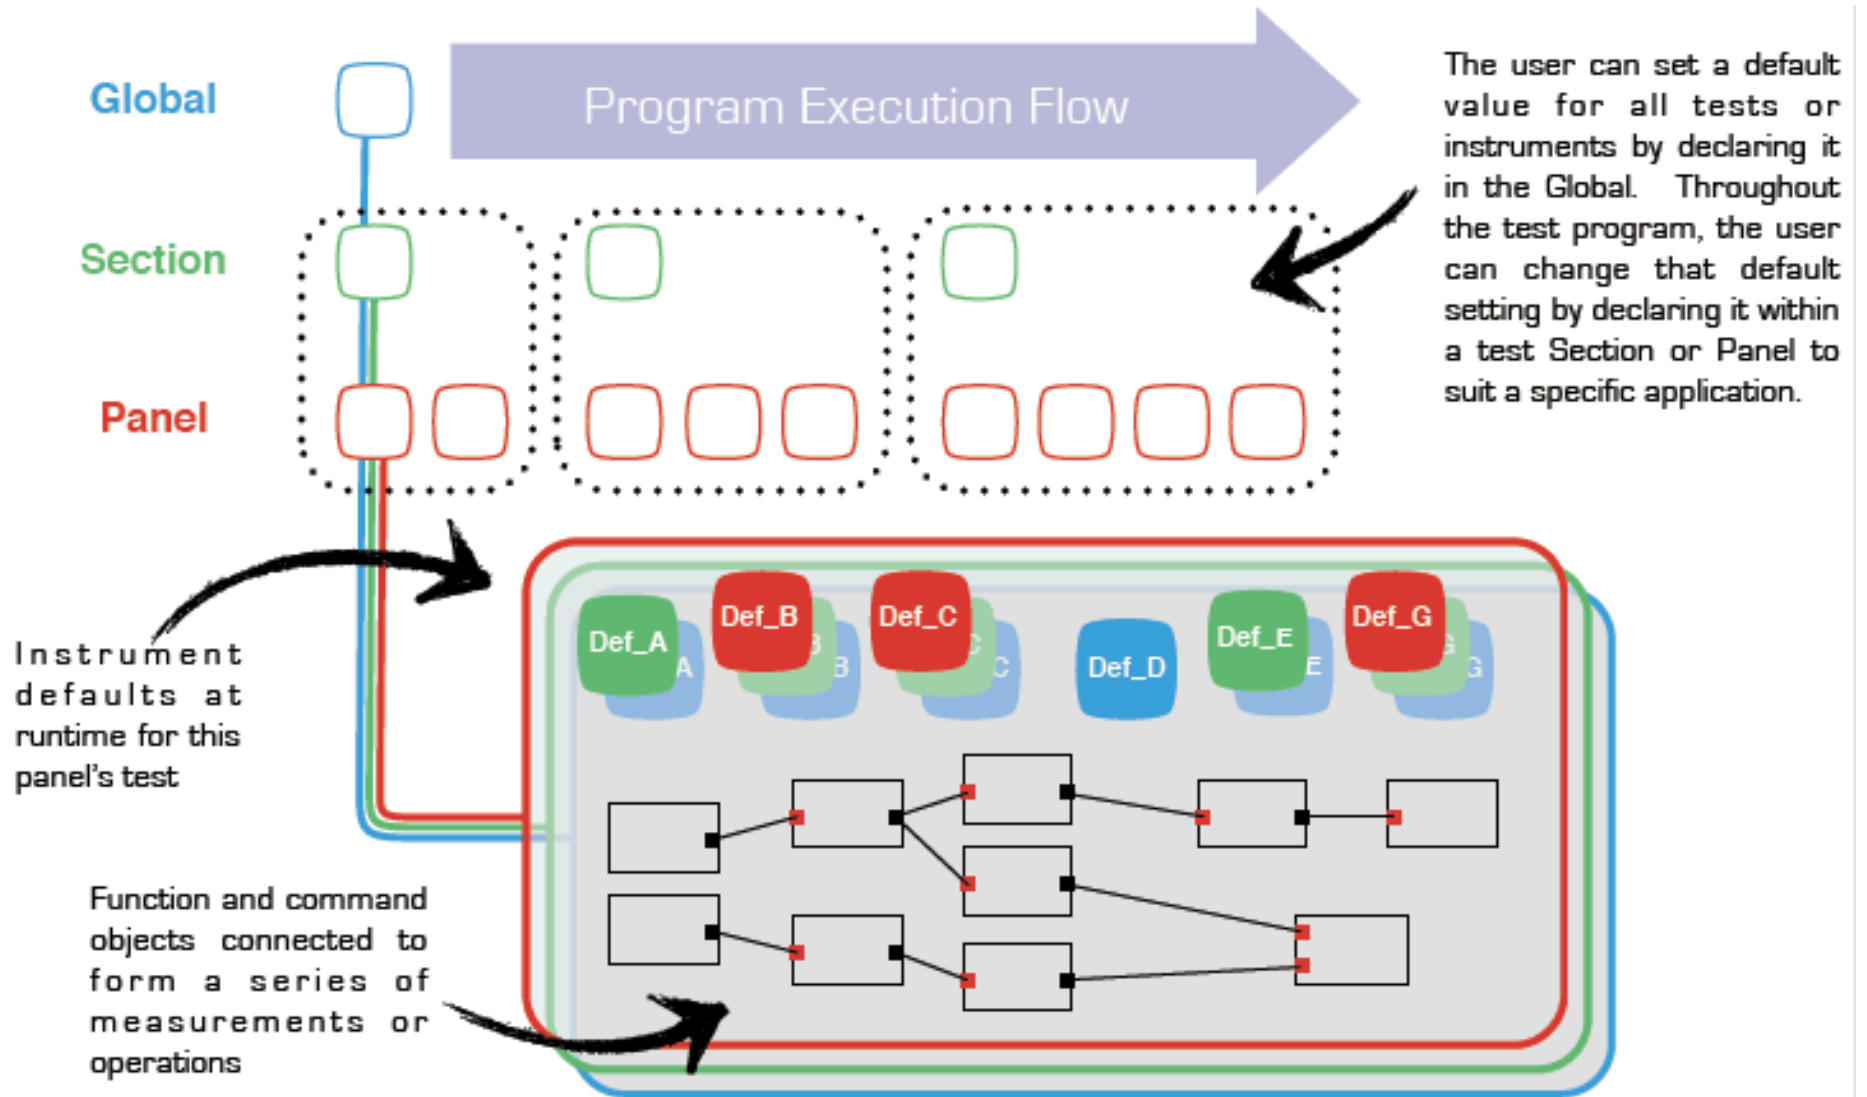 Global
Program Execution Flow
The user can set a default
value for all tests or
instruments by declaring it
in the Global. Throughout
the test program, the user
can change that default
setting by declaring it within
a test Section or Panel to
suit a specific application.
Section
Panel
Instrument
defaults at
runtime for this
panel's test
Def_A
A
Def_B
B
B
Def_C
C
C
Def_D
Def_E
E
Def_G
G
G
Function and command
objects connected to
form a series of
measurements or
operations